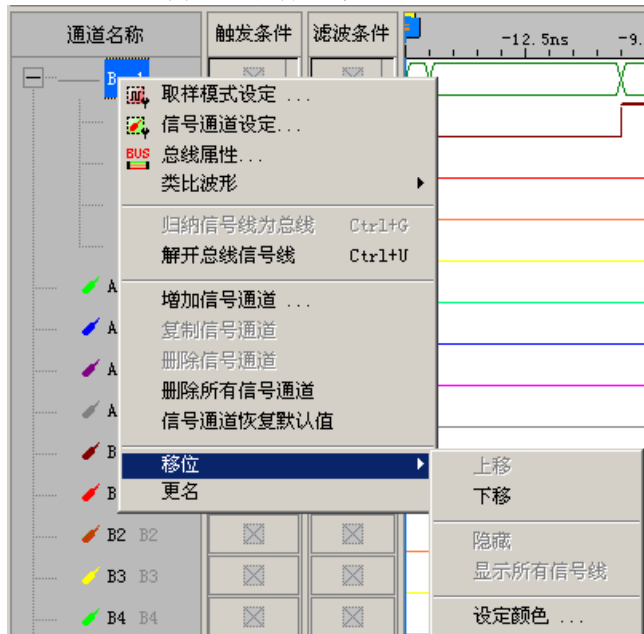 通道名称 触发条件 滤波条件 -12.5ns -9.
取样模式设定 ...
信号通道设定...
BUS 总线属性...
类比波形
归纳信号线为总线 Ctrl+G
解开总线信号线 Ctrl+U
A
增加信号通道 ...
A
复制信号通道
A
删除信号通道
删除所有信号通道
A
信号通道恢复默认值
B
移位
上移
B
更名
下移
B2 B2
隐藏
B3 B3
显示所有信号线
B4 B4
设定颜色 ...